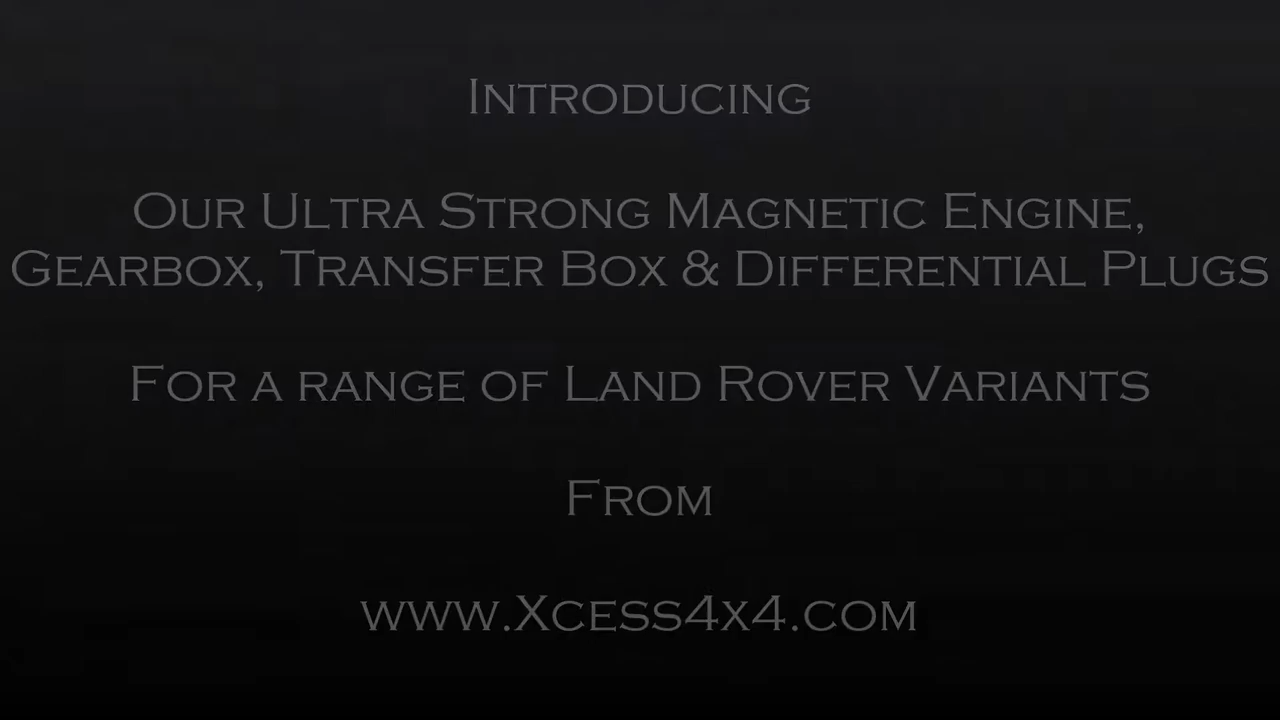 Introducing
Our Ultra Strong Magnetic Engine,
Gearbox, Transfer Box & Differential Plugs
For a range of Land Rover Variants
From
www.Xcess4x4.com